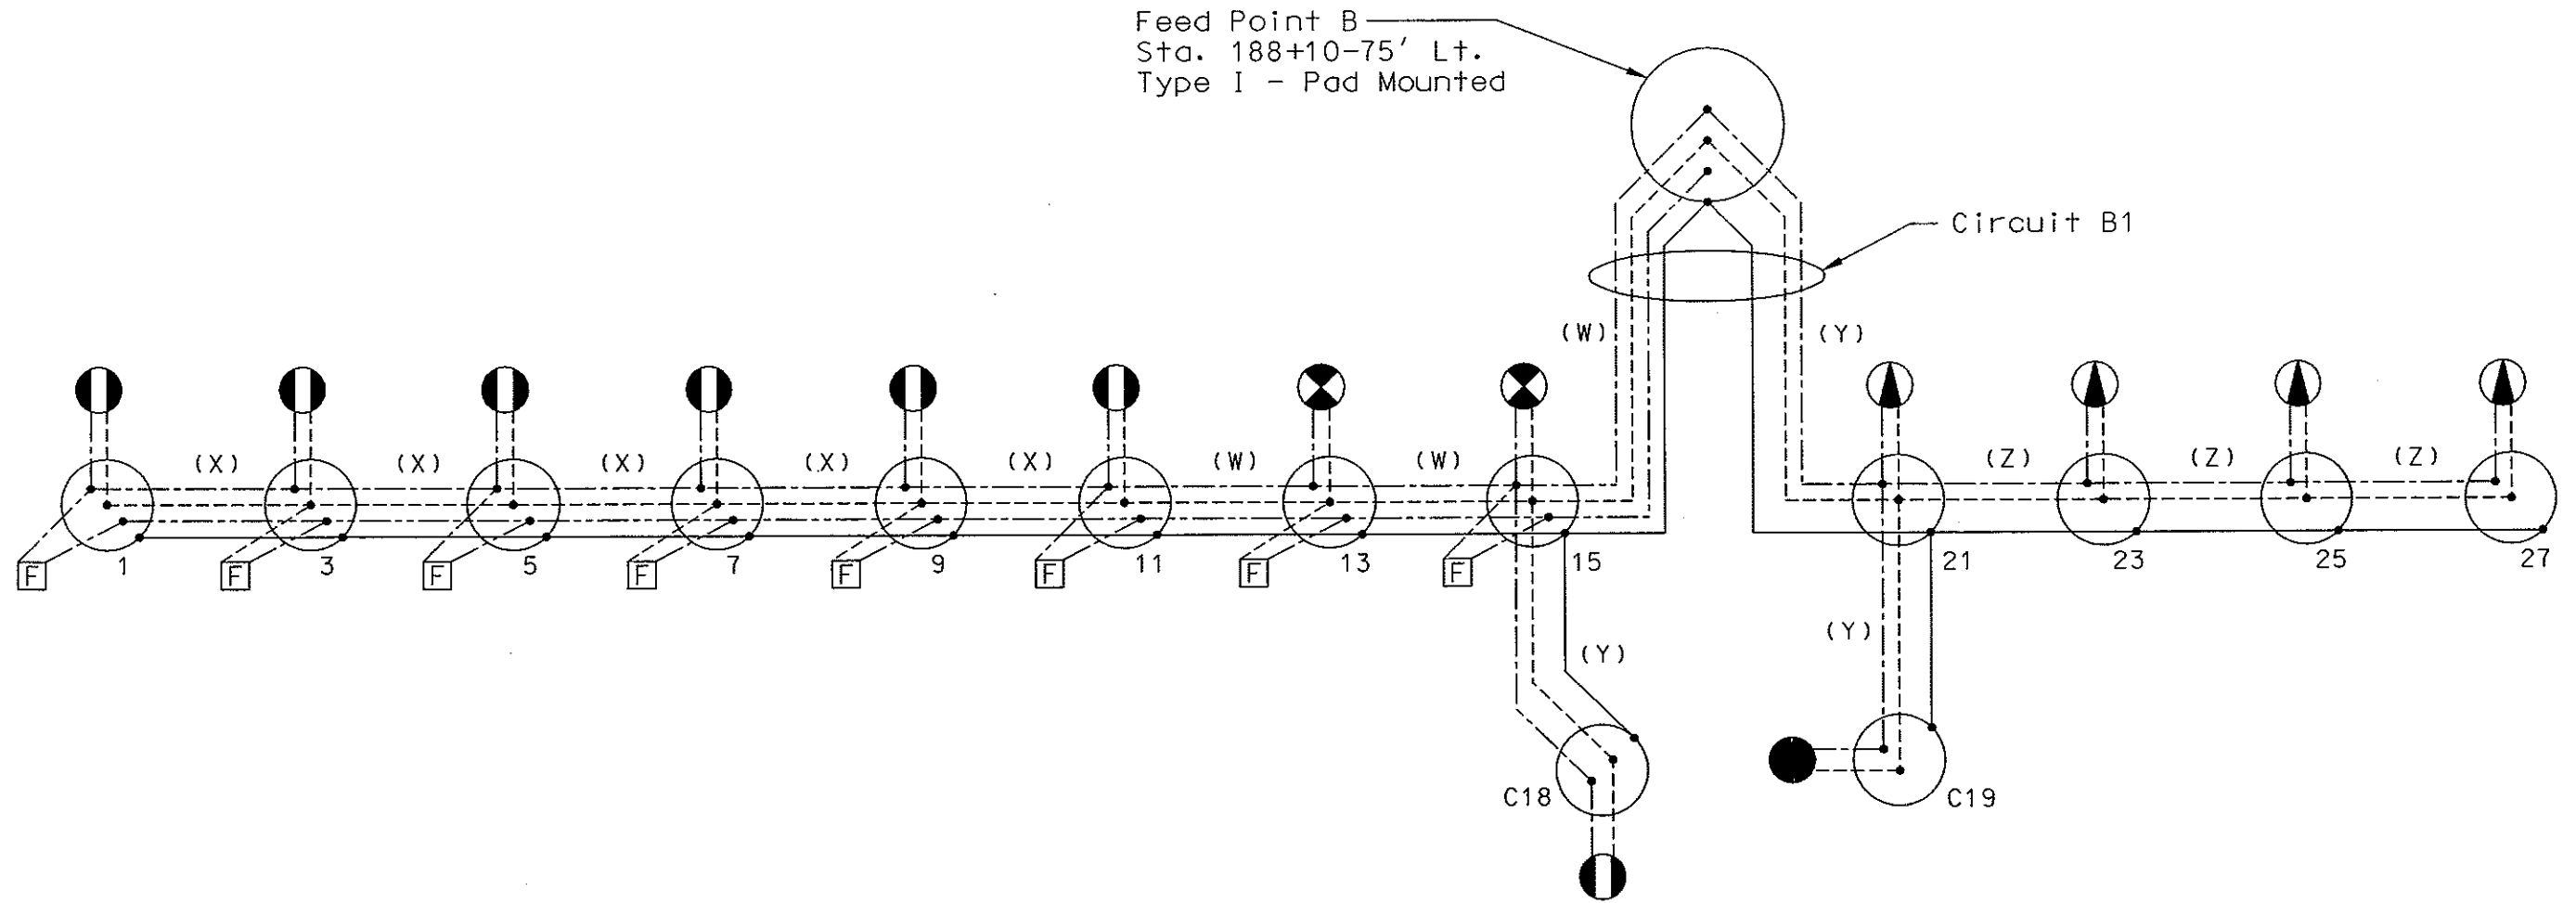 Feed Point B
Sta. 188+10-75' Lt.
Type I - Pad Mounted
Circuit B1
(W) (Y)
(X) (X) (X) (X) (X) (W) (W) (Z) (Z) (Z)
F 1 F 3 F 5 F 7 F 9 F 11 F 13 F 15 21 23 25 27
(Y) (Y)
C18 C19